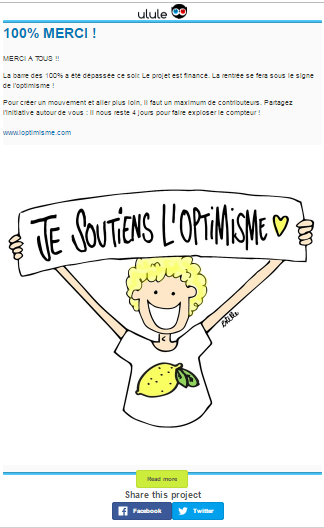 ulule
100% MERCI !
MERCI A TOUS !!
La barre des 100% a été dépassée ce soir. Le projet est financé. La rentrée se fera sous le signe
de l'optimisme !
Pour créer un mouvement et aller plus loin, il faut un maximum de contributeurs. Partagez
l'initiative autour de vous : Il nous reste 4 jours pour faire exploser le compteur !
www.loptimisme.com
JE SOUTIENS L'OPTIMISME
Read more
Share this project
Facebook
Twitter